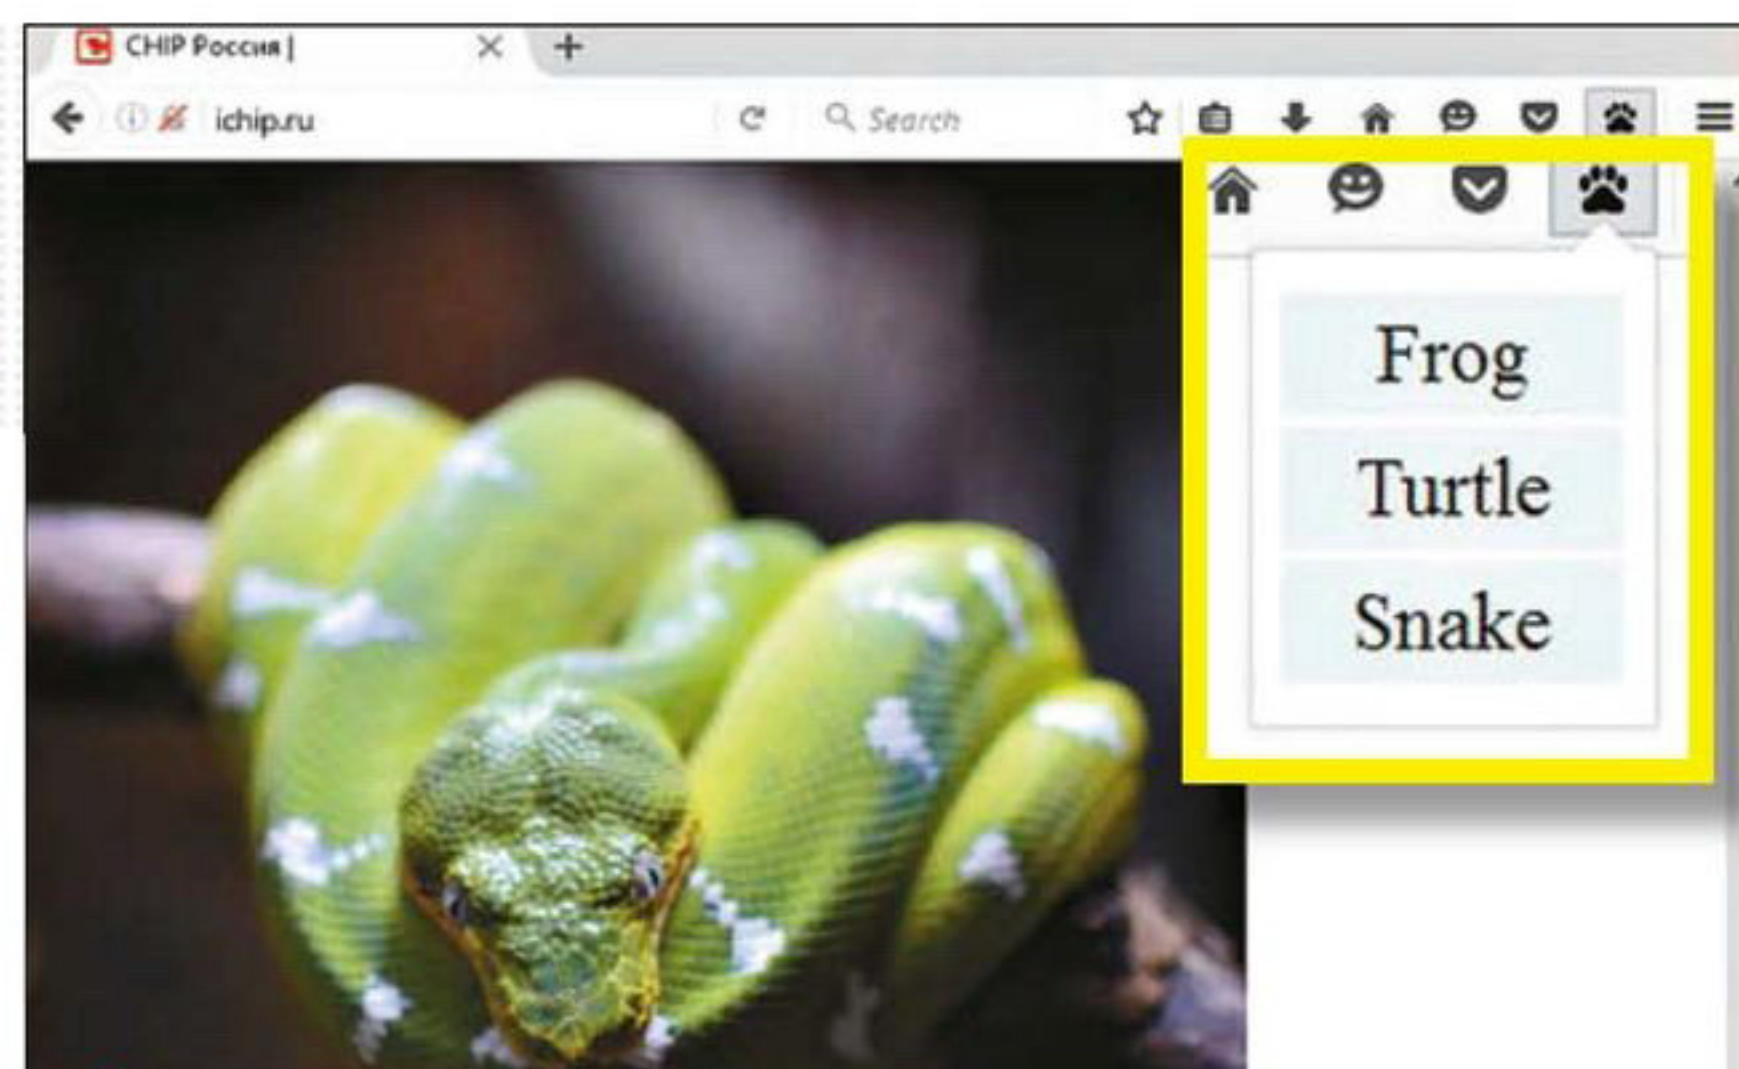 CHIP Россия |
ichip.ru
Search
Frog
Turtle
Snake